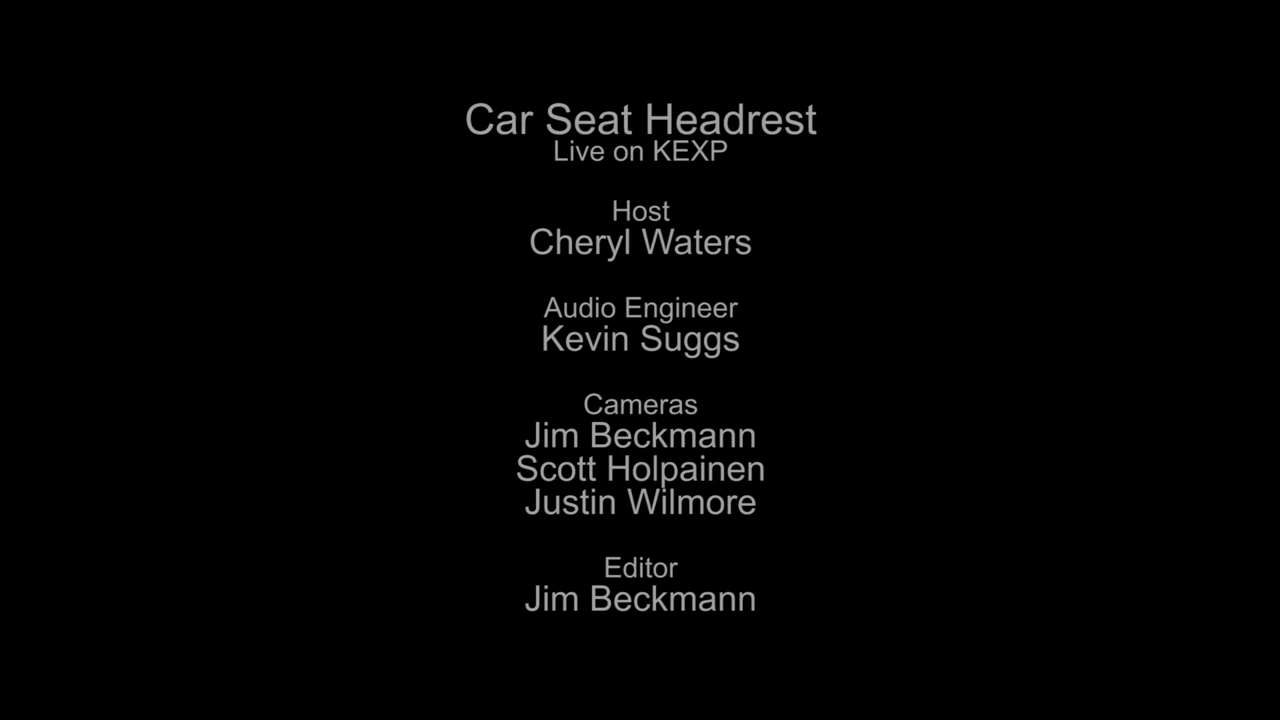 Car Seat Headrest
Live on KEXP
Host
Cheryl Waters
Audio Engineer
Kevin Suggs
Cameras
Jim Beckmann
Scott Holpainen
Justin Wilmore
Editor
Jim Beckmann